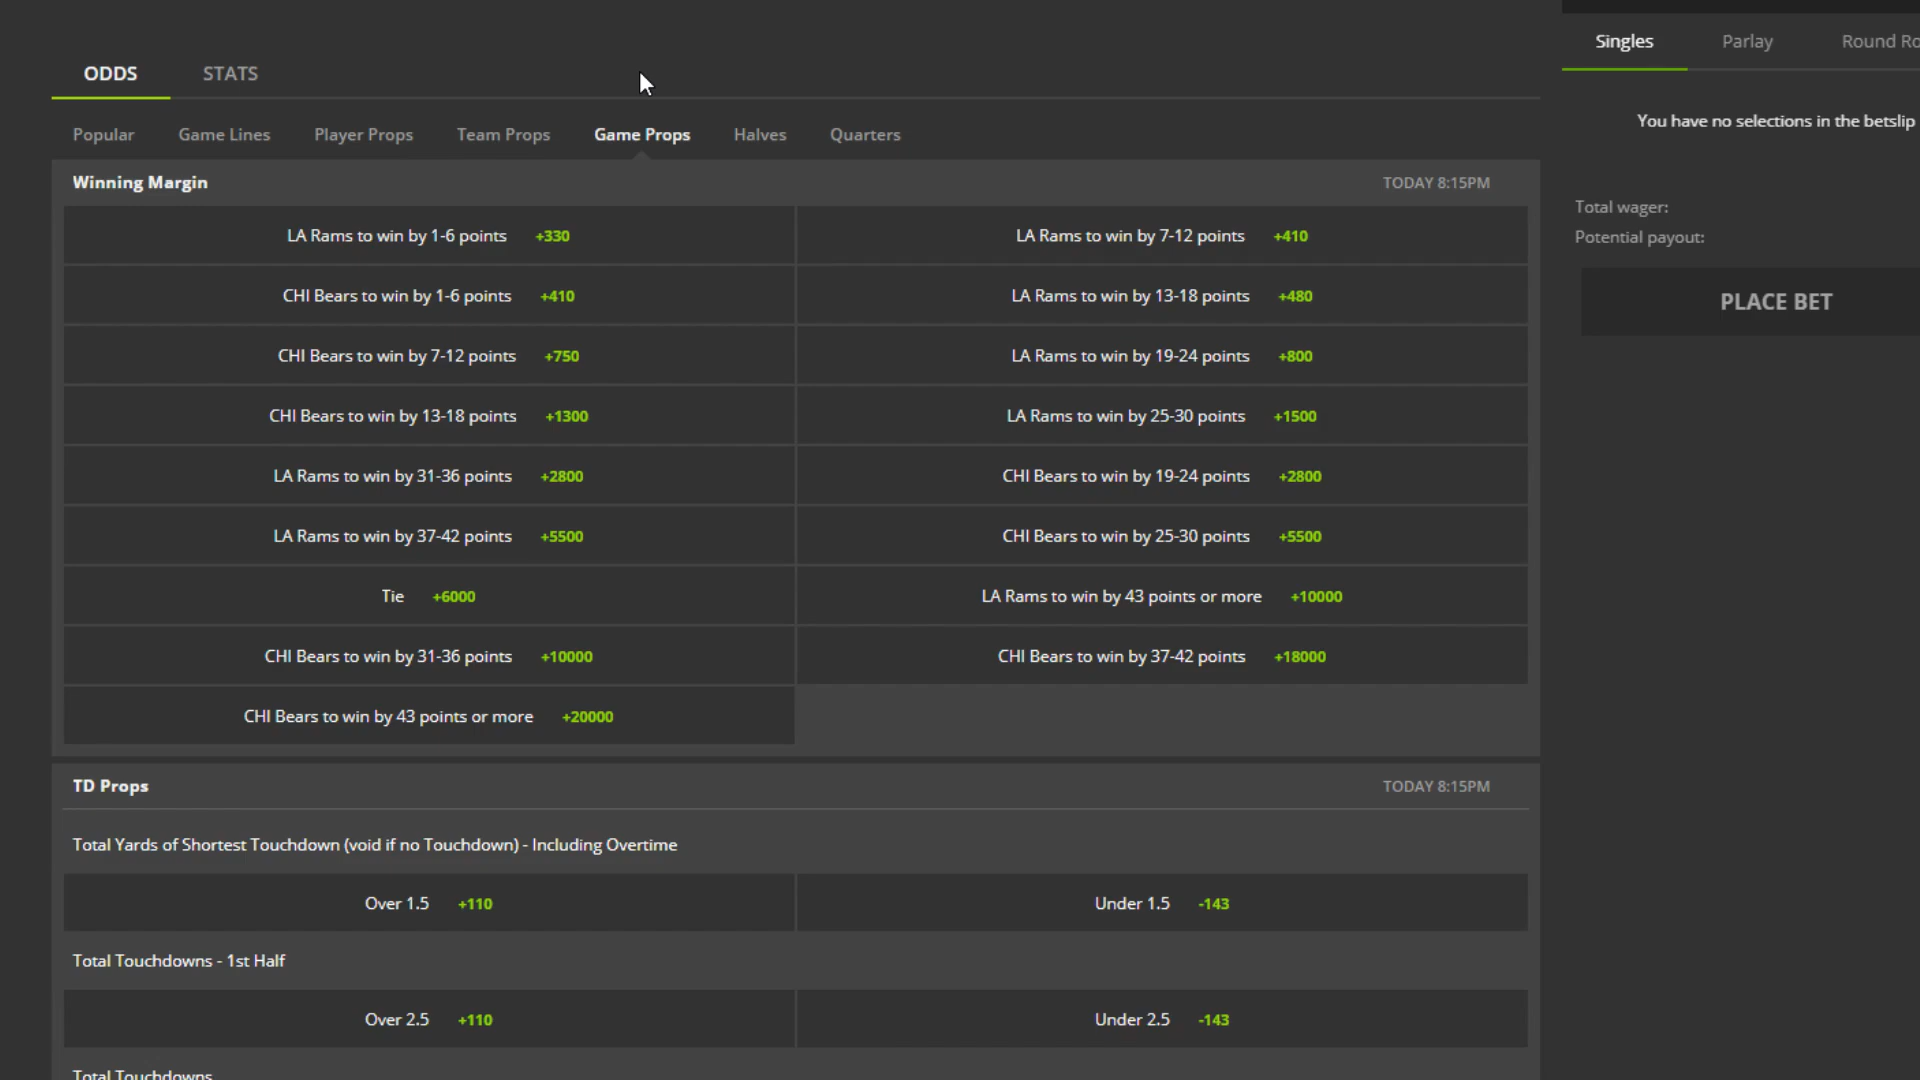 ODDS STATS
Popular Game Lines Player Props Team Props Game Props Halves Quarters
Winning Margin TODAY 8:15PM
LA Rams to win by 1-6 points +330 LA Rams to win by 7-12 points +410
CHI Bears to win by 1-6 points +410 LA Rams to win by 13-18 points +480
CHI Bears to win by 7-12 points +750 LA Rams to win by 19-24 points +800
CHI Bears to win by 13-18 points +1300 LA Rams to win by 25-30 points +1500
LA Rams to win by 31-36 points +2800 CHI Bears to win by 19-24 points +2800
LA Rams to win by 37-42 points +5500 CHI Bears to win by 25-30 points +5500
Tie +6000 LA Rams to win by 43 points or more +10000
CHI Bears to win by 31-36 points +10000 CHI Bears to win by 37-42 points +18000
CHI Bears to win by 43 points or more +20000
TD Props TODAY 8:15PM
Total Yards of Shortest Touchdown (void if no Touchdown) - Including Overtime
Over 1.5 +110 Under 1.5 -143
Total Touchdowns - 1st Half
Over 2.5 +110 Under 2.5 -143
Total Touchdowns
Singles Parlay Round Ro
You have no selections in the betslip
Total wager:
Potential payout:
PLACE BET